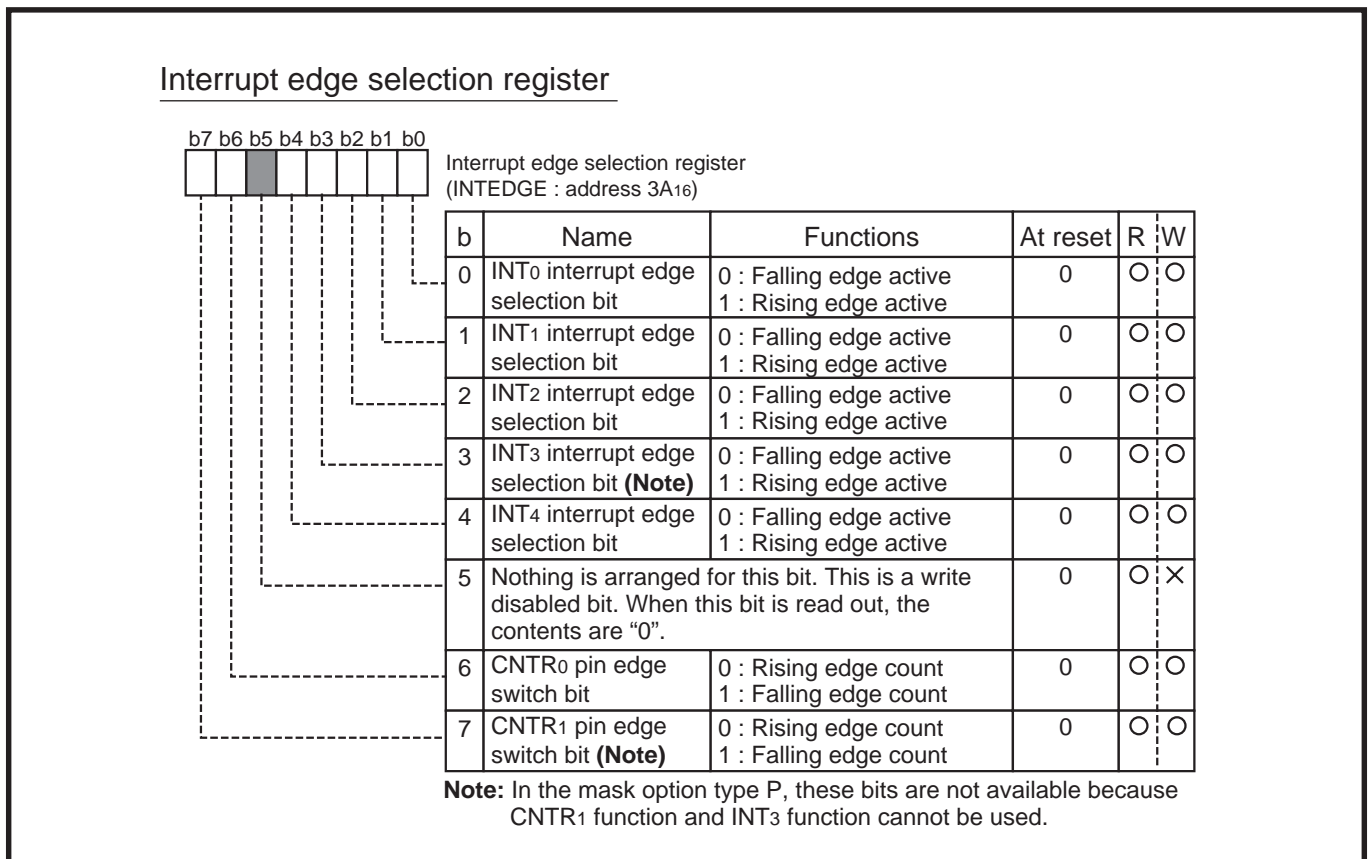 Interrupt edge selection register
b7 b6 b5 b4 b3 b2 b1 b0
Interrupt edge selection register
(INTEDGE : address 3A16)
b Name Functions At reset R W
0 INT0 interrupt edge selection bit 0 : Falling edge active 0 ○ ○
1 : Rising edge active
1 INT1 interrupt edge selection bit 0 : Falling edge active 0 ○ ○
1 : Rising edge active
2 INT2 interrupt edge selection bit 0 : Falling edge active 0 ○ ○
1 : Rising edge active
3 INT3 interrupt edge selection bit (Note) 0 : Falling edge active 0 ○ ○
1 : Rising edge active
4 INT4 interrupt edge selection bit 0 : Falling edge active 0 ○ ○
1 : Rising edge active
5 Nothing is arranged for this bit. This is a write 0 ○ ×
disabled bit. When this bit is read out, the
contents are “0”.
6 CNTR0 pin edge switch bit 0 : Rising edge count 0 ○ ○
1 : Falling edge count
7 CNTR1 pin edge switch bit (Note) 0 : Rising edge count 0 ○ ○
1 : Falling edge count
Note: In the mask option type P, these bits are not available because
CNTR1 function and INT3 function cannot be used.